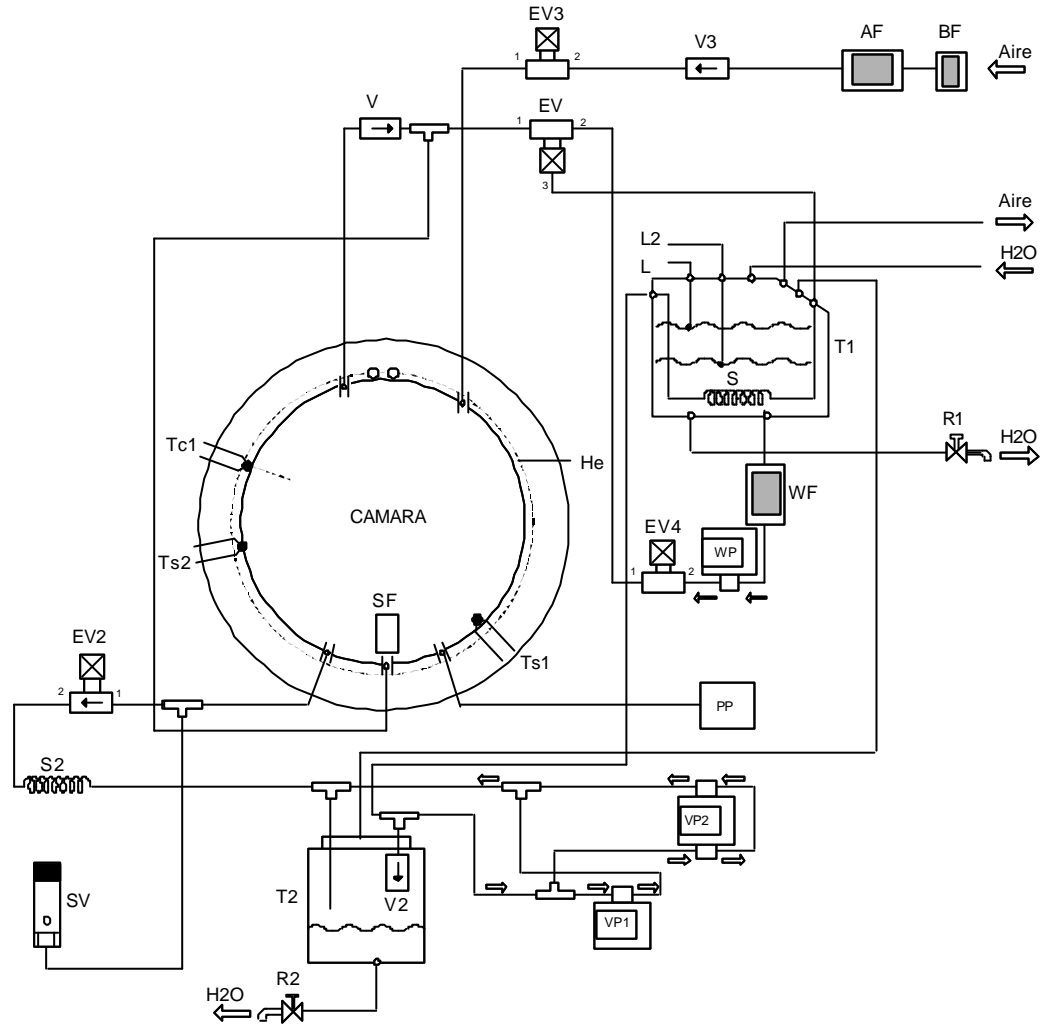 EV3
AF
BF
1
2
V3
Aire
V
EV
1
2
3
Aire
L2
H2O
L
T1
S
Tc1
He
R1
H2O
WF
CAMARA
EV4
WP
Ts2
1
2
SF
EV2
Ts1
2
1
PP
S2
VP2
T2
V2
SV
VP1
R2
H2O